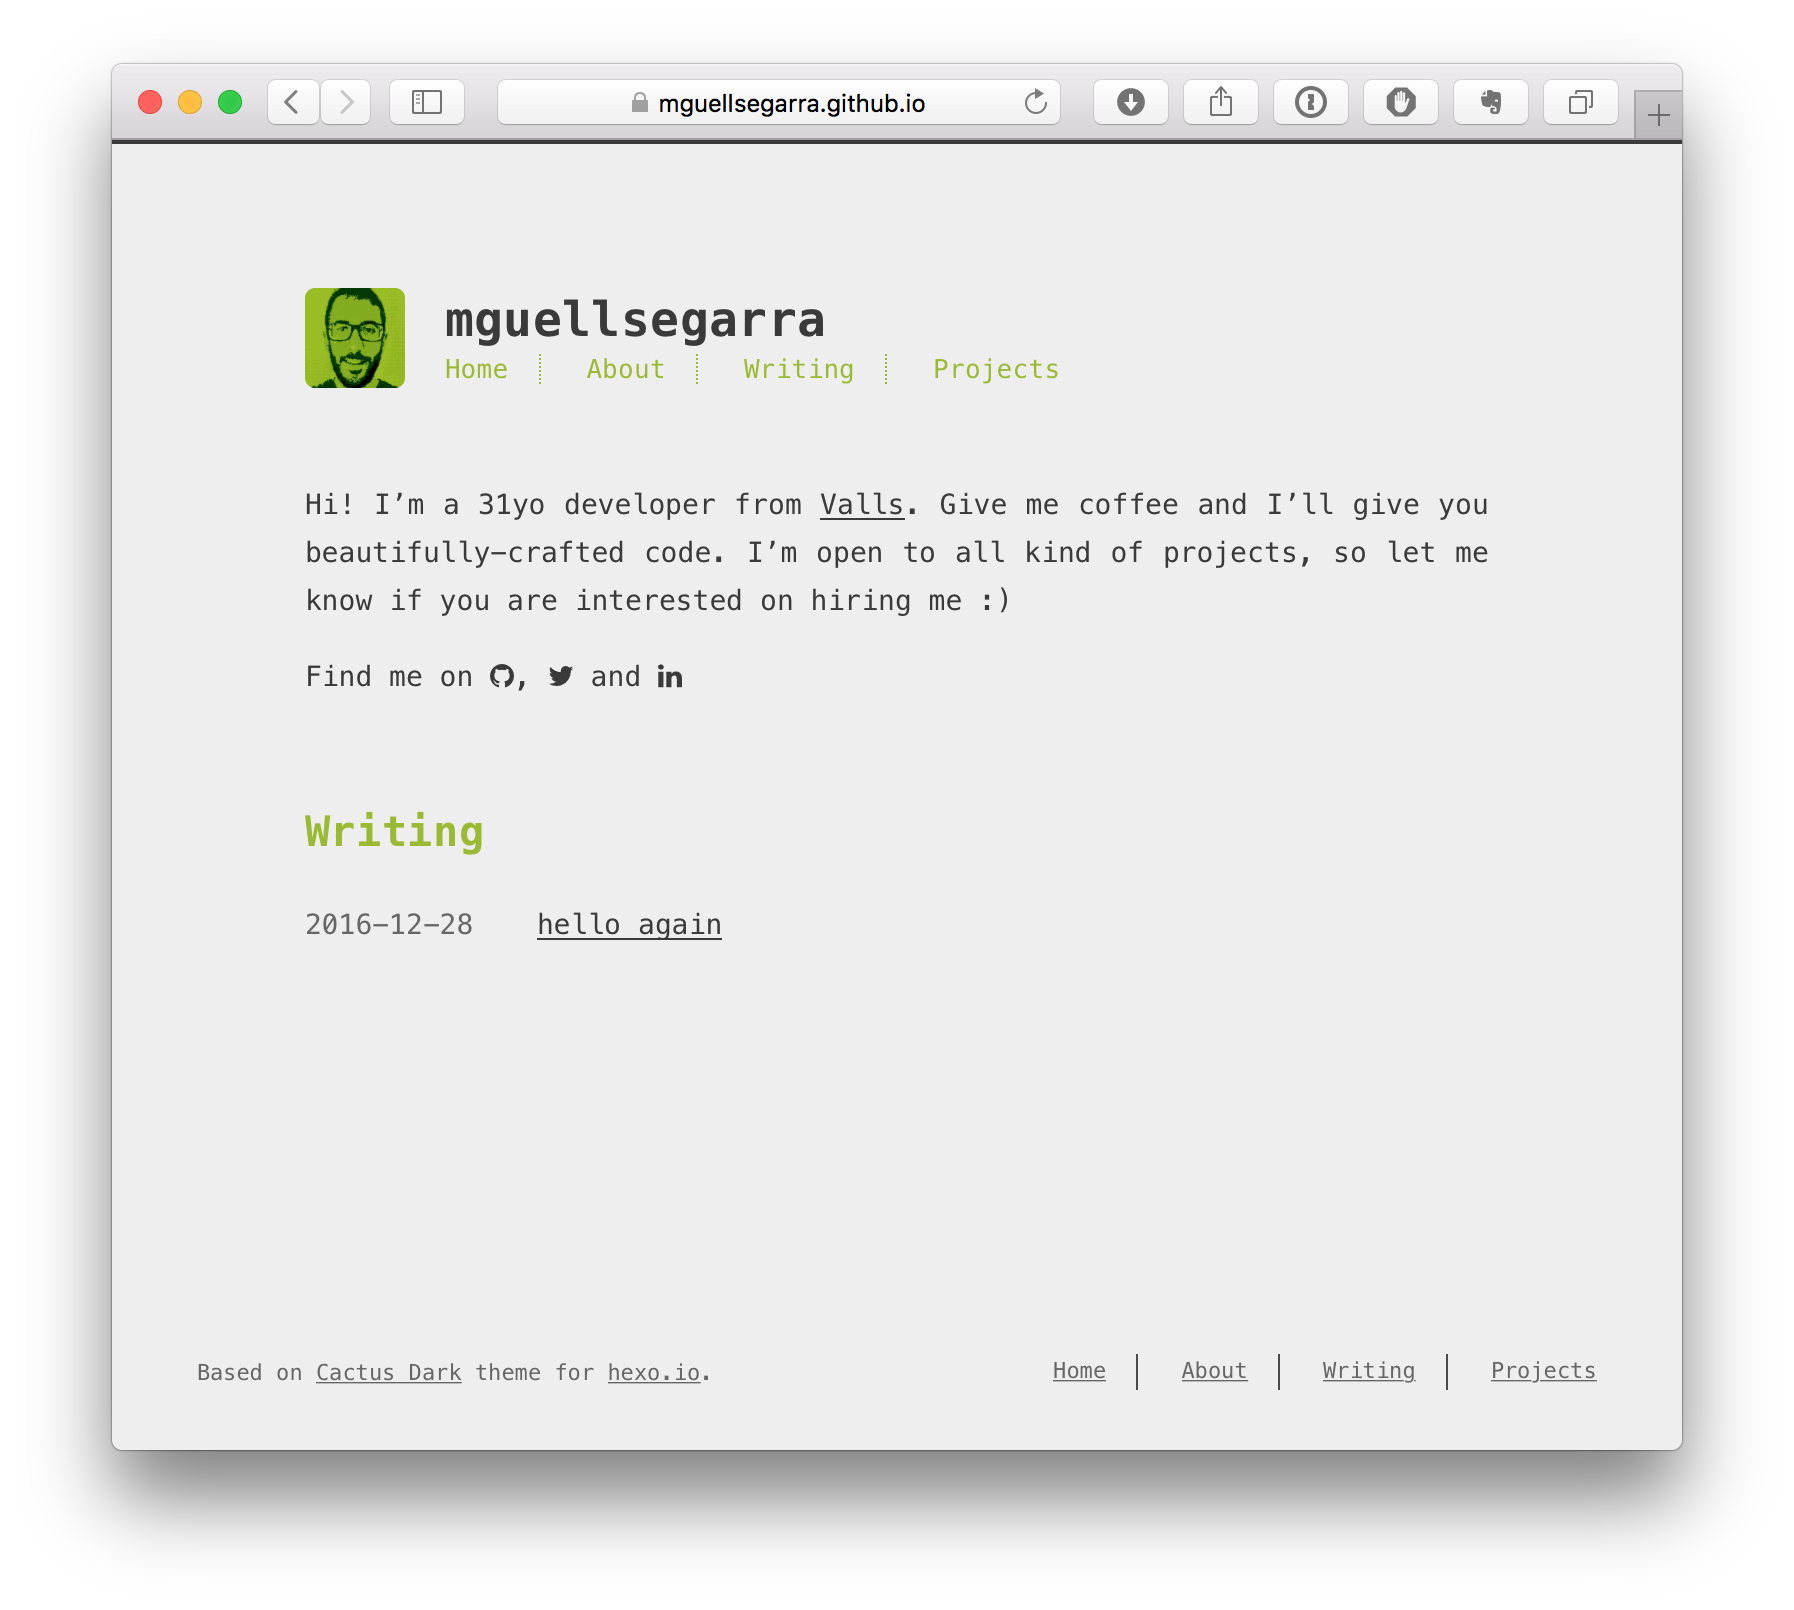 mguellsegarra.github.io
mguellsegarra
Home About Writing Projects
Hi! I’m a 31yo developer from Valls. Give me coffee and I’ll give you
beautifully-crafted code. I’m open to all kind of projects, so let me
know if you are interested on hiring me :)
Find me on , and in
Writing
2016-12-28 hello again
Based on Cactus Dark theme for hexo.io.
Home About Writing Projects